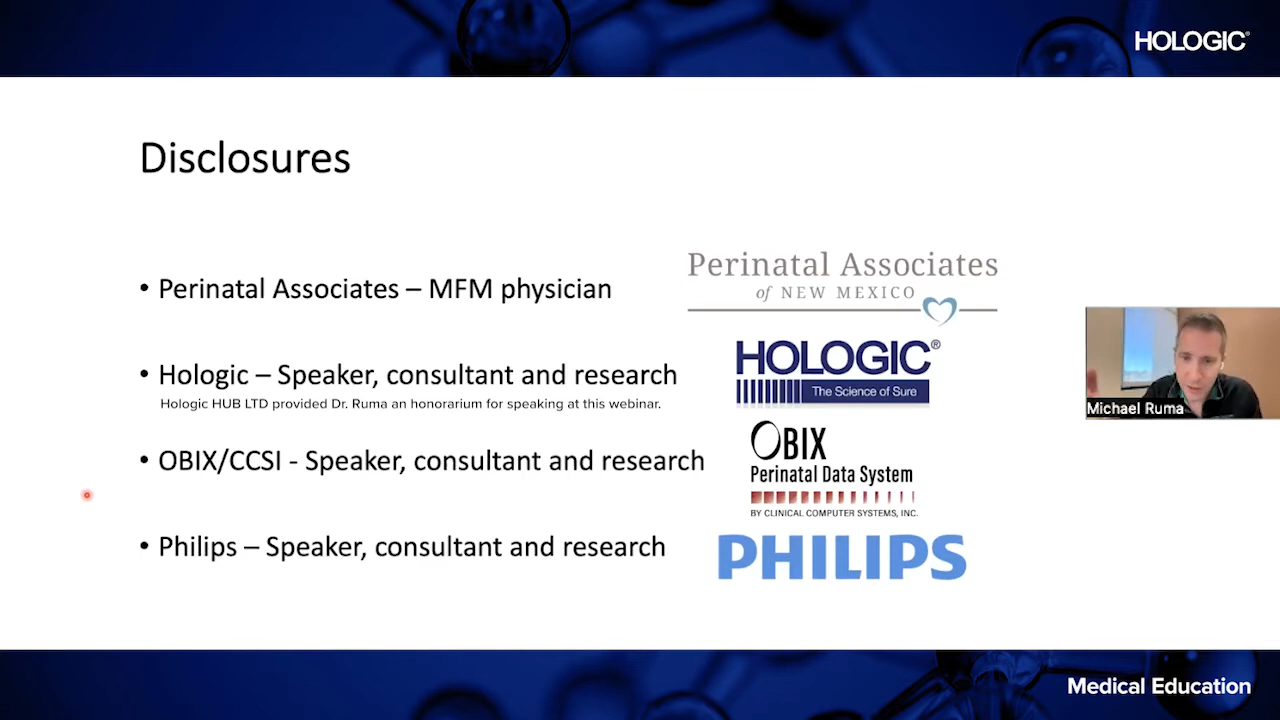 HOLOGIC®
Disclosures
• Perinatal Associates – MFM physician
• Hologic – Speaker, consultant and research
Hologic HUB LTD provided Dr. Ruma an honorarium for speaking at this webinar.
• OBIX/CCSI - Speaker, consultant and research
• Philips – Speaker, consultant and research
Perinatal Associates
of NEW MEXICO
HOLOGIC®
The Science of Sure
OBIX
Perinatal Data System
BY CLINICAL COMPUTER SYSTEMS, INC.
PHILIPS
Michael Ruma
Medical Education